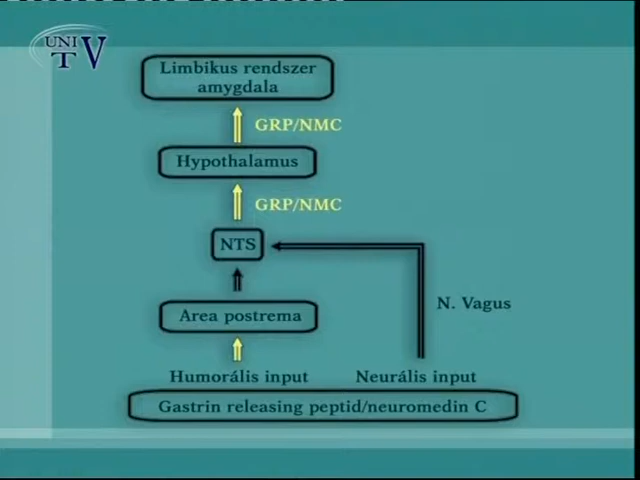 UNI
TV
Limbikus rendszer
amygdala
GRP/NMC
Hypothalamus
GRP/NMC
NTS
N. Vagus
Area postrema
Humorális input
Neurális input
Gastrin releasing peptid/neuromedin C